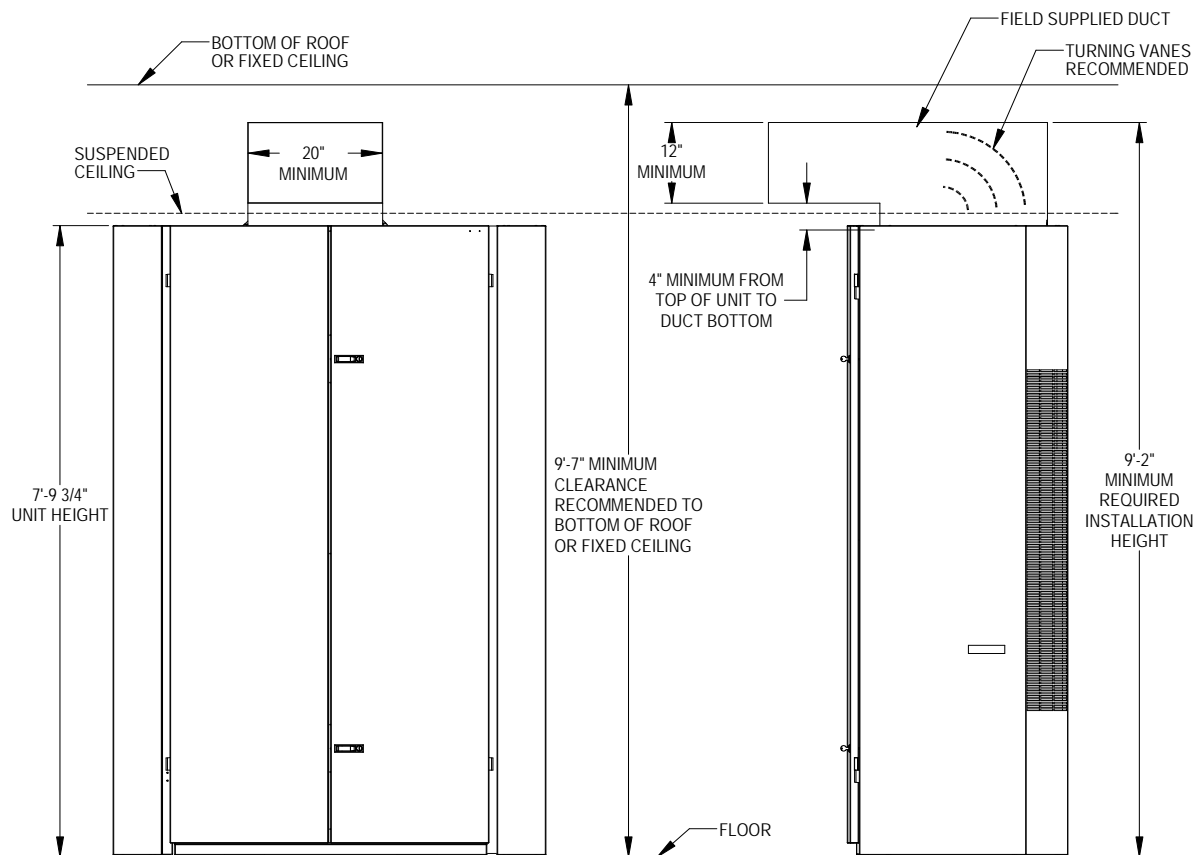 FIELD SUPPLIED DUCT
BOTTOM OF ROOF
OR FIXED CEILING
TURNING VANES
RECOMMENDED
SUSPENDED
CEILING
20"
MINIMUM
12"
MINIMUM
4" MINIMUM FROM
TOP OF UNIT TO
DUCT BOTTOM
7'-9 3/4"
UNIT HEIGHT
9'-7" MINIMUM
CLEARANCE
RECOMMENDED TO
BOTTOM OF ROOF
OR FIXED CEILING
9'-2"
MINIMUM
REQUIRED
INSTALLATION
HEIGHT
FLOOR